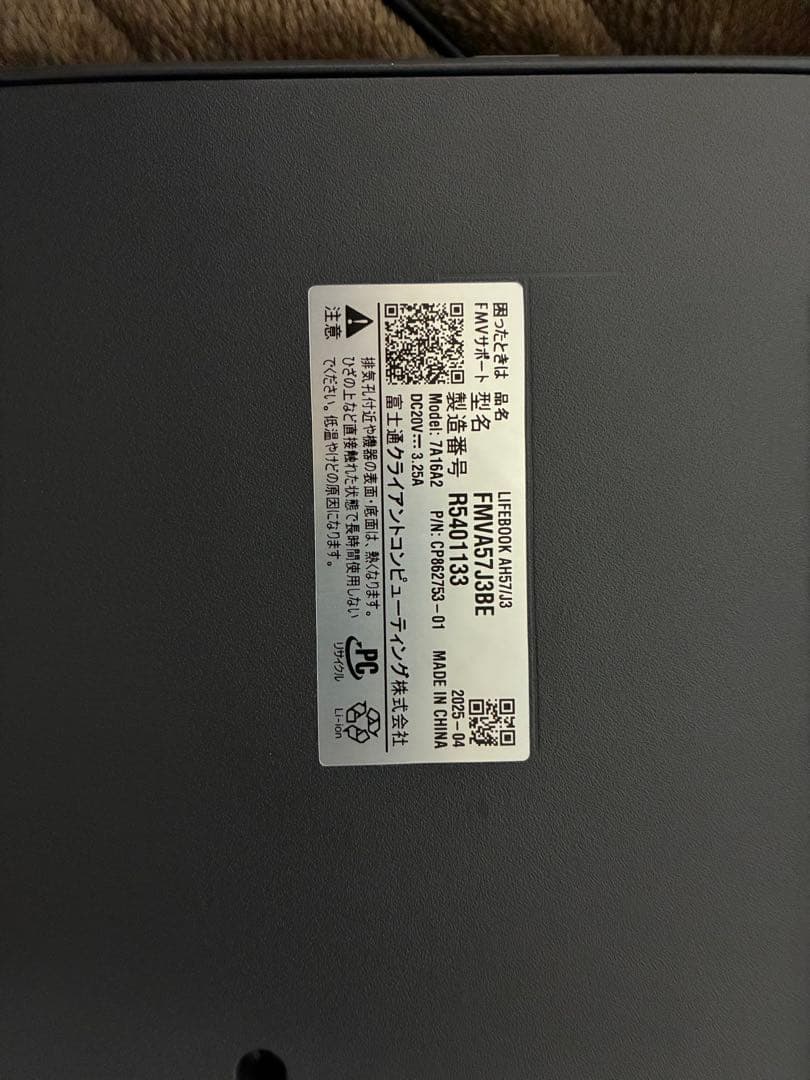 困ったときは
FMVサポート
品名 LIFEBOOK AH57/J3
型名 FMVA57J3BE
製造番号 R5401133 2025-04
Model: 7A16A2 P/N: CP862753-01 MADE IN CHINA
DC20V 3.25A
富士通クライアントコンピューティング株式会社
注意
排気孔付近や機器の表面・底面は、熱くなります。
ひざの上など直接触れた状態で長時間使用しない
でください。低温やけどの原因になります。
PC
リサイクル
Li-ion